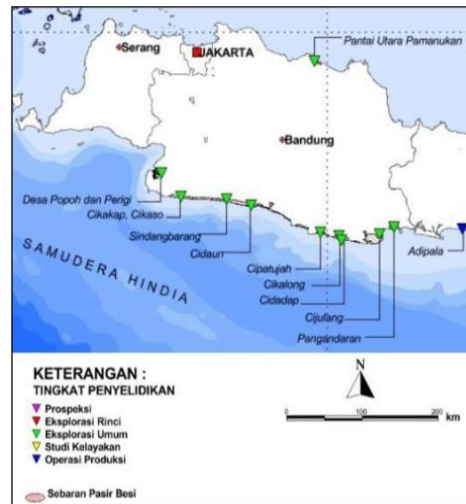 Pantai Utara Pamanukan
Serang
JAKARTA
Bandung
Desa Popoh dan Perigi
Cikakap, Cikaso
Sindangbarang
Cidaun
Cipatujah
Cikalong
Cidadap
Cijulang
Pangandaran
Adipala
SAMUDERA HINDIA
KETERANGAN :
TINGKAT PENYELIDIKAN
Prospeksi
Eksplorasi Rinci
Eksplorasi Umum
Studi Kelayakan
Operasi Produksi
Sebaran Pasir Besi
N
0 100 200
km